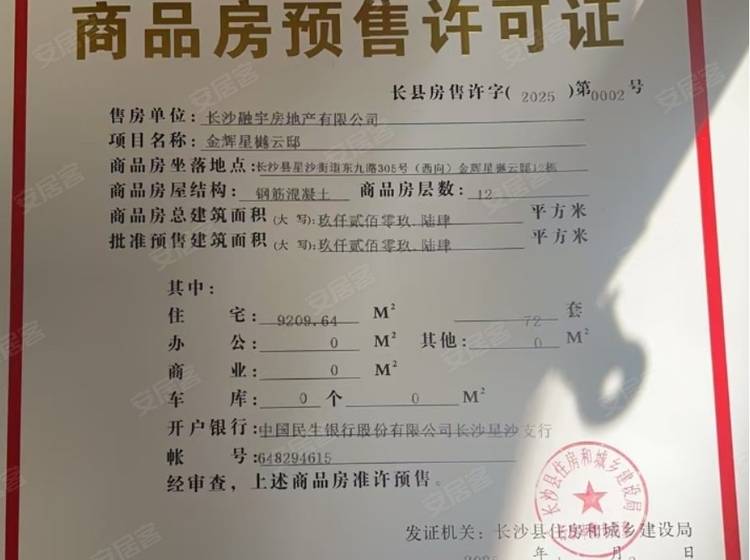 商品房预售许可证
长县房售许字( 2025 )第0002号
售房单位: 长沙融宇房地产有限公司
项目名称: 金辉星樾云邸
商品房坐落地点: 长沙县星沙街道东九路305号(西向)金辉星樾云邸12栋
商品房屋结构: 钢筋混凝土 商品房层数: 12
商品房总建筑面积(大 写): 玖仟贰佰零玖.陆肆 平方米
批准预售建筑面积(大 写): 玖仟贰佰零玖.陆肆 平方米
其中:
住 宅: 9209.64 M² 72 套
办 公: 0 M² 其他: 0 M²
商 业: 0 M²
车 库: 0 个 0 M²
开户银行: 中国民生银行股份有限公司长沙星沙支行
帐 号: 648294615
经审查,上述商品房准许预售。
长沙县住房和城乡建设局
发证机关: 长沙县住房和城乡建设局
2025 年 月 日
安居客